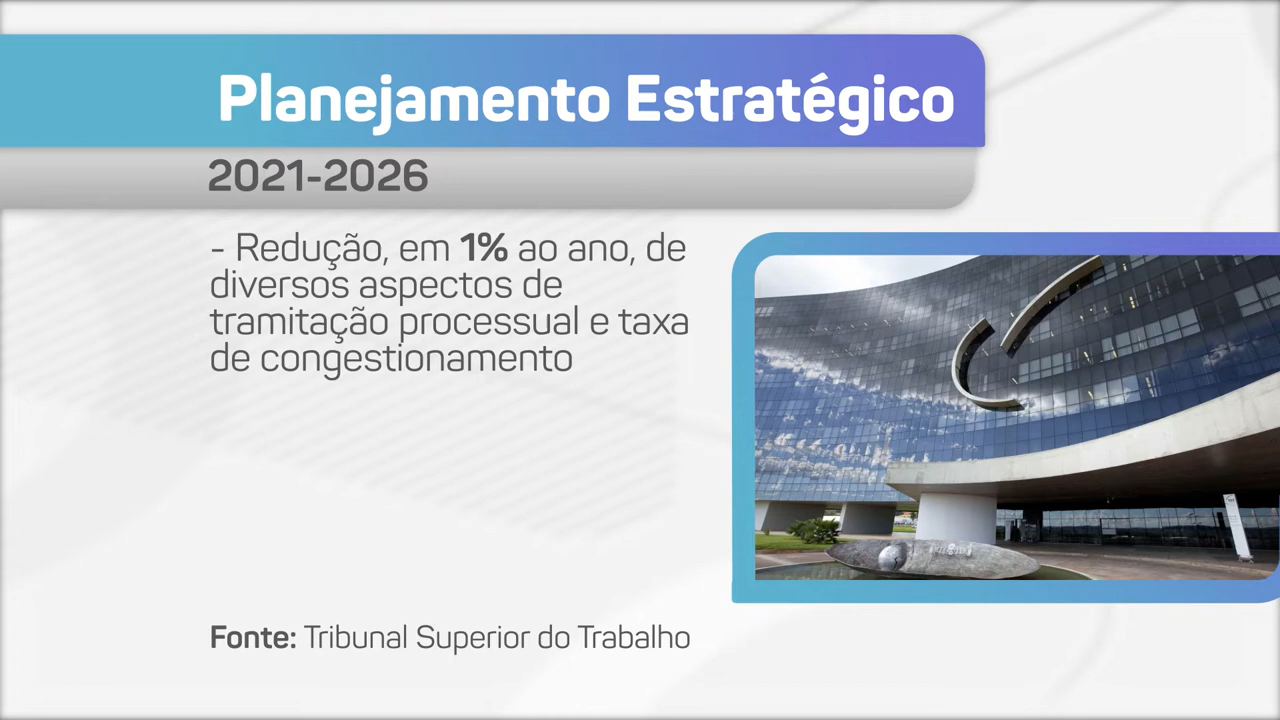 Planejamento Estratégico
2021-2026
- Redução, em 1% ao ano, de
diversos aspectos de
tramitação processual e taxa
de congestionamento
Fonte: Tribunal Superior do Trabalho